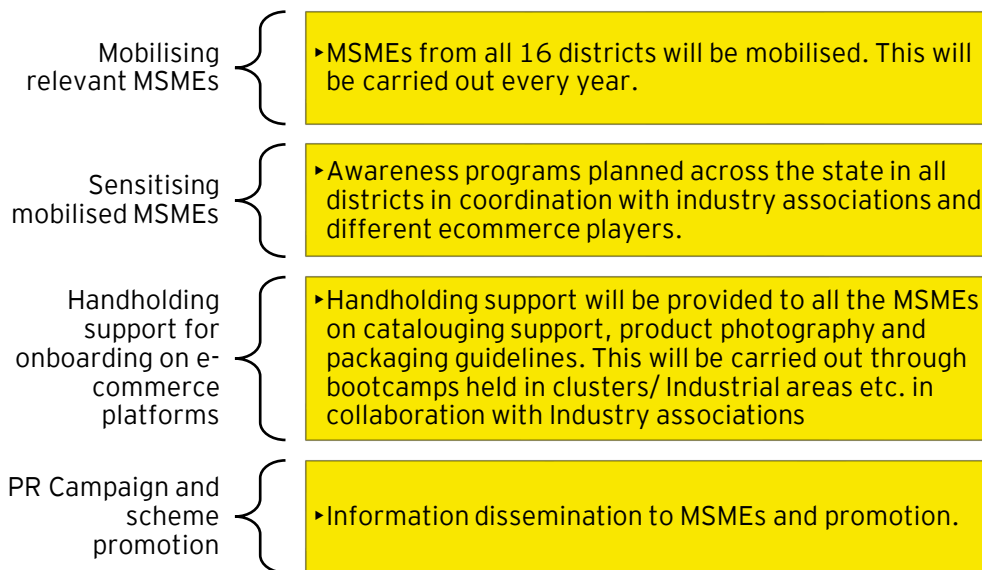 Mobilising
relevant MSMEs
‣MSMEs from all 16 districts will be mobilised. This will
be carried out every year.
Sensitising
mobilised MSMEs
‣Awareness programs planned across the state in all
districts in coordination with industry associations and
different ecommerce players.
Handholding
support for
onboarding on e-
commerce
platforms
‣Handholding support will be provided to all the MSMEs
on catalouging support, product photography and
packaging guidelines. This will be carried out through
bootcamps held in clusters/ Industrial areas etc. in
collaboration with Industry associations
PR Campaign and
scheme
promotion
‣Information dissemination to MSMEs and promotion.